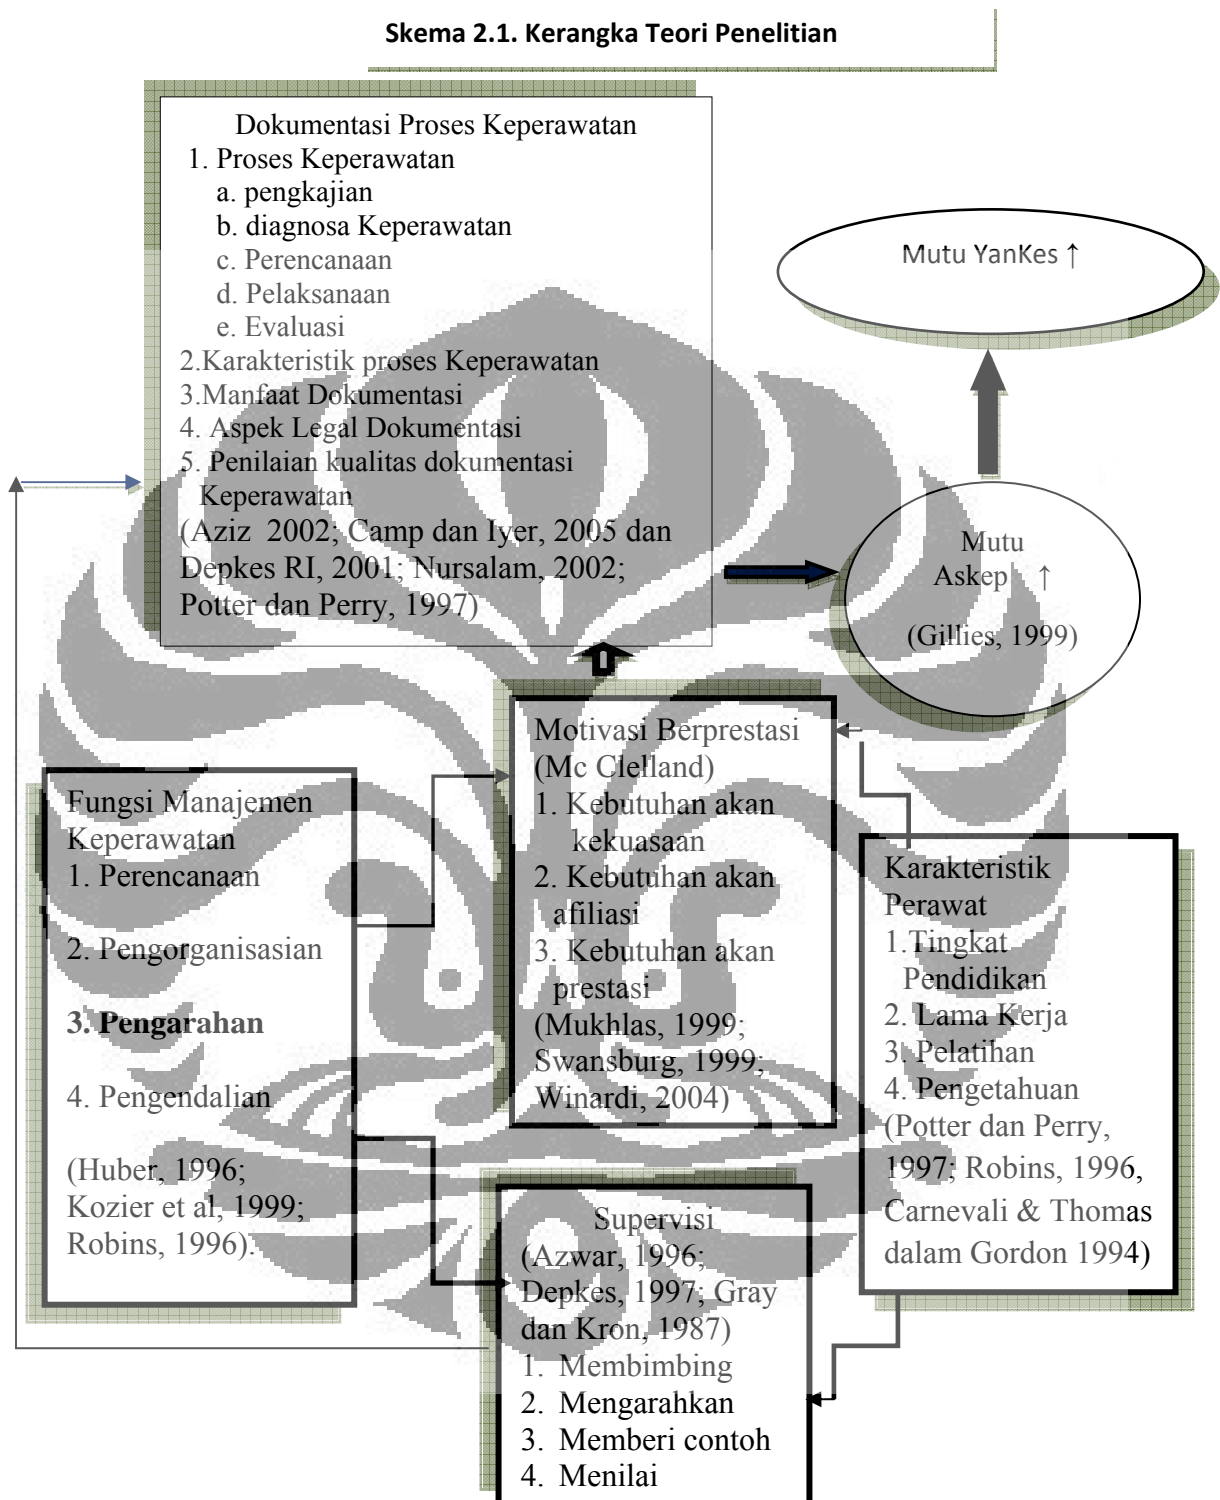 Skema 2.1. Kerangka Teori Penelitian
Dokumentasi Proses Keperawatan
1. Proses Keperawatan
a. pengkajian
b. diagnosa Keperawatan
c. Perencanaan
d. Pelaksanaan
e. Evaluasi
2.Karakteristik proses Keperawatan
3.Manfaat Dokumentasi
4. Aspek Legal Dokumentasi
5. Penilaian kualitas dokumentasi
Keperawatan
(Aziz 2002; Camp dan Iyer, 2005 dan
Depkes RI, 2001; Nursalam, 2002;
Potter dan Perry, 1997)
Mutu YanKes ↑
Mutu
Askep ↑
(Gillies, 1999)
Motivasi Berprestasi
(Mc Clelland)
1. Kebutuhan akan
kekuasaan
2. Kebutuhan akan
afiliasi
3. Kebutuhan akan
prestasi
(Mukhlas, 1999;
Swansburg, 1999;
Winardi, 2004)
Fungsi Manajemen
Keperawatan
1. Perencanaan
2. Pengorganisasian
3. Pengarahan
4. Pengendalian
(Huber, 1996;
Kozier et al, 1999;
Robins, 1996).
Karakteristik
Perawat
1.Tingkat
Pendidikan
2. Lama Kerja
3. Pelatihan
4. Pengetahuan
(Potter dan Perry,
1997; Robins, 1996,
Carnevali & Thomas
dalam Gordon 1994)
Supervisi
(Azwar, 1996;
Depkes, 1997; Gray
dan Kron, 1987)
1. Membimbing
2. Mengarahkan
3. Memberi contoh
4. Menilai